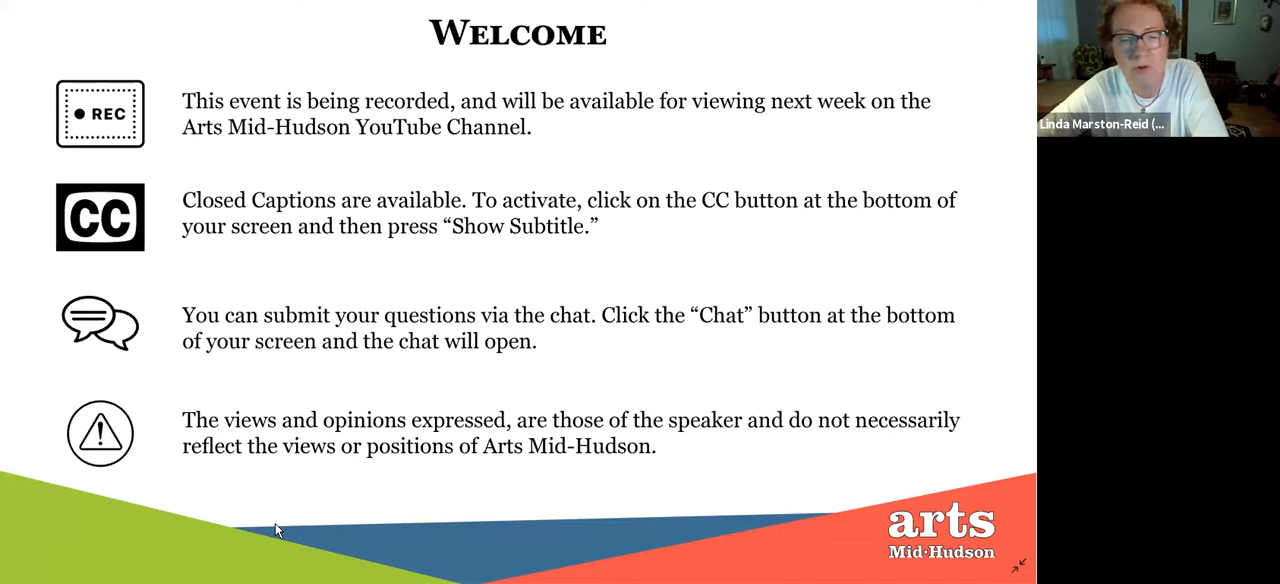 WELCOME
REC
This event is being recorded, and will be available for viewing next week on the
Arts Mid-Hudson YouTube Channel.
CC
Closed Captions are available. To activate, click on the CC button at the bottom of
your screen and then press “Show Subtitle.”
You can submit your questions via the chat. Click the “Chat” button at the bottom
of your screen and the chat will open.
The views and opinions expressed, are those of the speaker and do not necessarily
reflect the views or positions of Arts Mid-Hudson.
arts
Mid·Hudson
Linda Marston-Reid (...